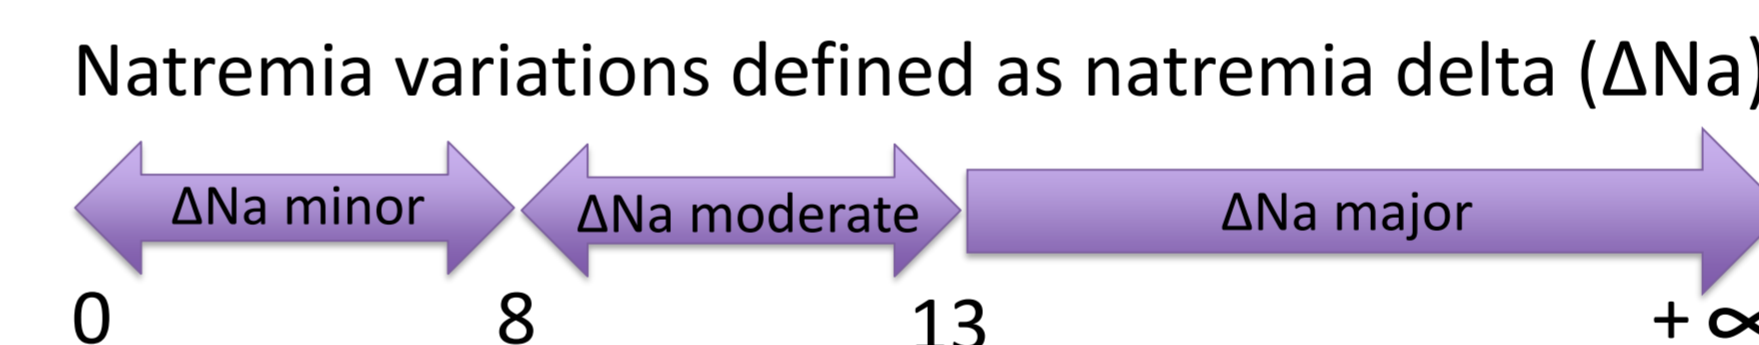 Natremia variations defined as natremia delta (ΔNa)
ΔNa minor ΔNa moderate ΔNa major
0 8 13 + ∞